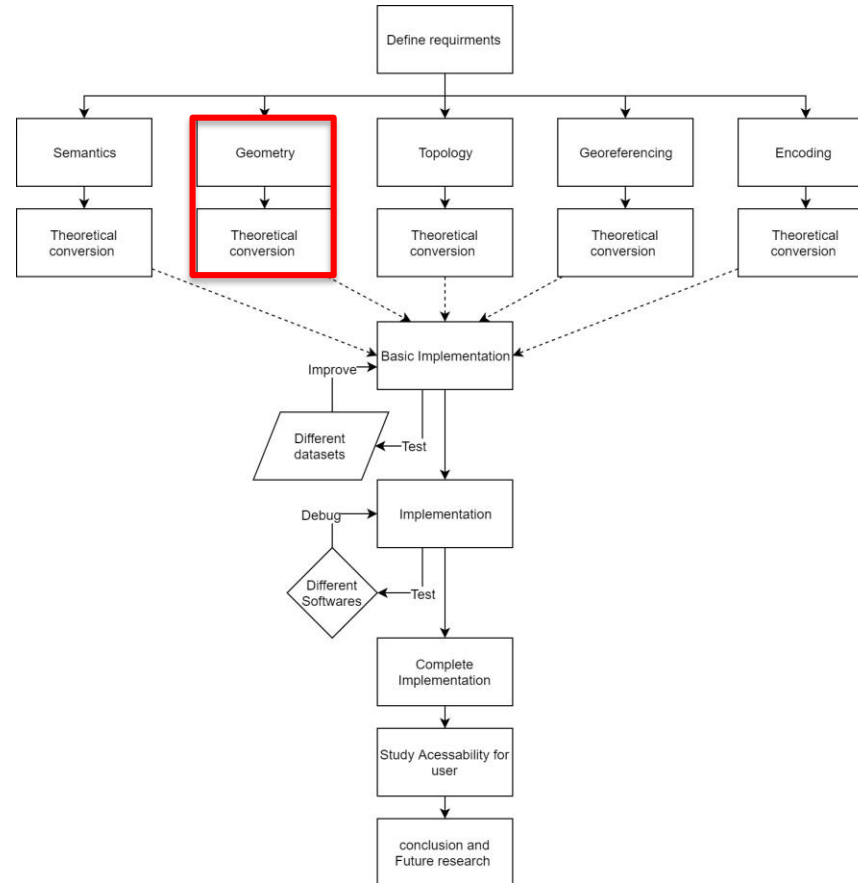 Define requirments
Semantics
Geometry
Topology
Georeferencing
Encoding
Theoretical
conversion
Theoretical
conversion
Theoretical
conversion
Theoretical
conversion
Theoretical
conversion
Basic Implementation
Improve
Different
datasets
Test
Debug
Implementation
Different
Softwares
Test
Complete
Implementation
Study Acessability for
user
conclusion and
Future research